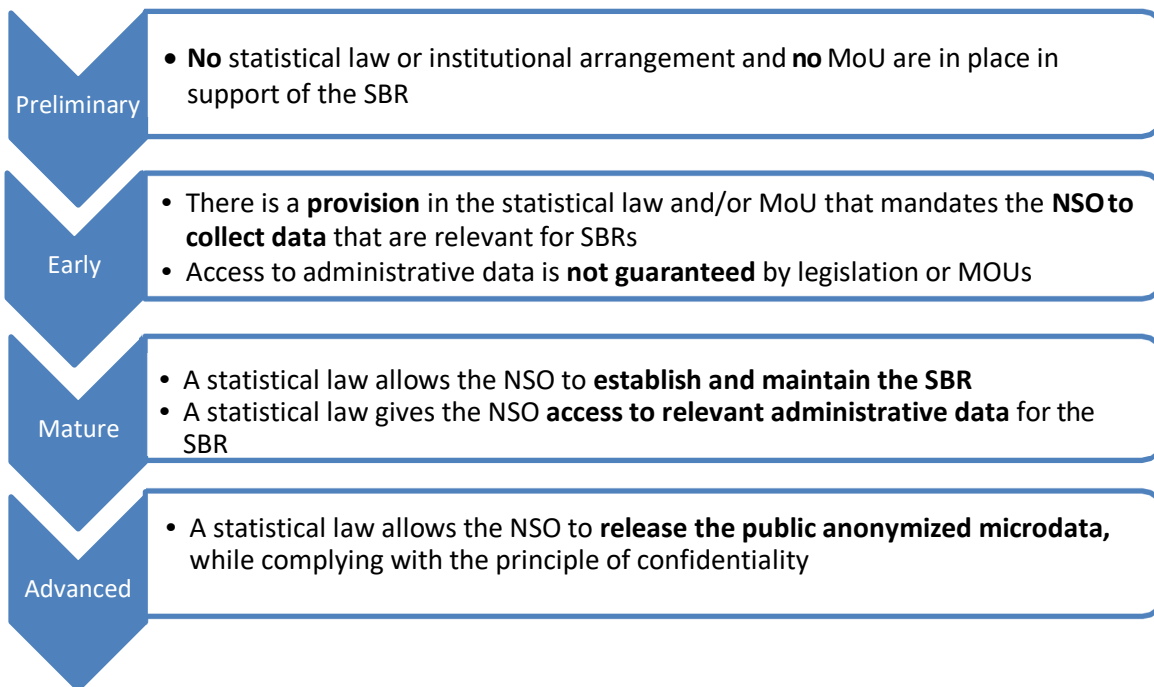 • No statistical law or institutional arrangement and no MoU are in place in
support of the SBR
Preliminary
• There is a provision in the statistical law and/or MoU that mandates the NSO to
collect data that are relevant for SBRs
Early
• Access to administrative data is not guaranteed by legislation or MOUs
• A statistical law allows the NSO to establish and maintain the SBR
• A statistical law gives the NSO access to relevant administrative data for the
Mature
SBR
• A statistical law allows the NSO to release the public anonymized microdata,
while complying with the principle of confidentiality
Advanced